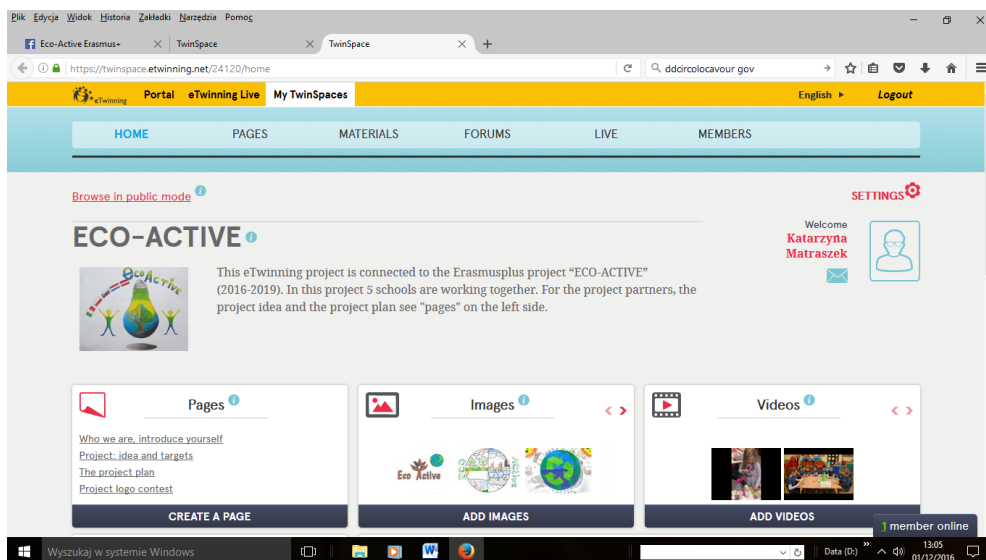 Plik Edycja Widok Historia Zakładki Narzędzia Pomoc
Eco-Active Erasmus+ TwinSpace TwinSpace
https://twinspace.etwinning.net/24120/home ddcircolocavour gov
eTwinning Portal eTwinning Live My TwinSpaces English Logout
HOME PAGES MATERIALS FORUMS LIVE MEMBERS
Browse in public mode
SETTINGS
ECO-ACTIVE
Welcome
Katarzyna
Matraszek
EcoActive
This eTwinning project is connected to the Erasmusplus project “ECO-ACTIVE”
(2016-2019). In this project 5 schools are working together. For the project partners, the
project idea and the project plan see "pages" on the left side.
Pages
Who we are, introduce yourself
Project: idea and targets
The project plan
Project logo contest
CREATE A PAGE
Images
Eco Active
ECO ACTIVE
ADD IMAGES
Videos
ADD VIDEOS
1 member online
Wyszukaj w systemie Windows
Data (D:) 13:05
01/12/2016